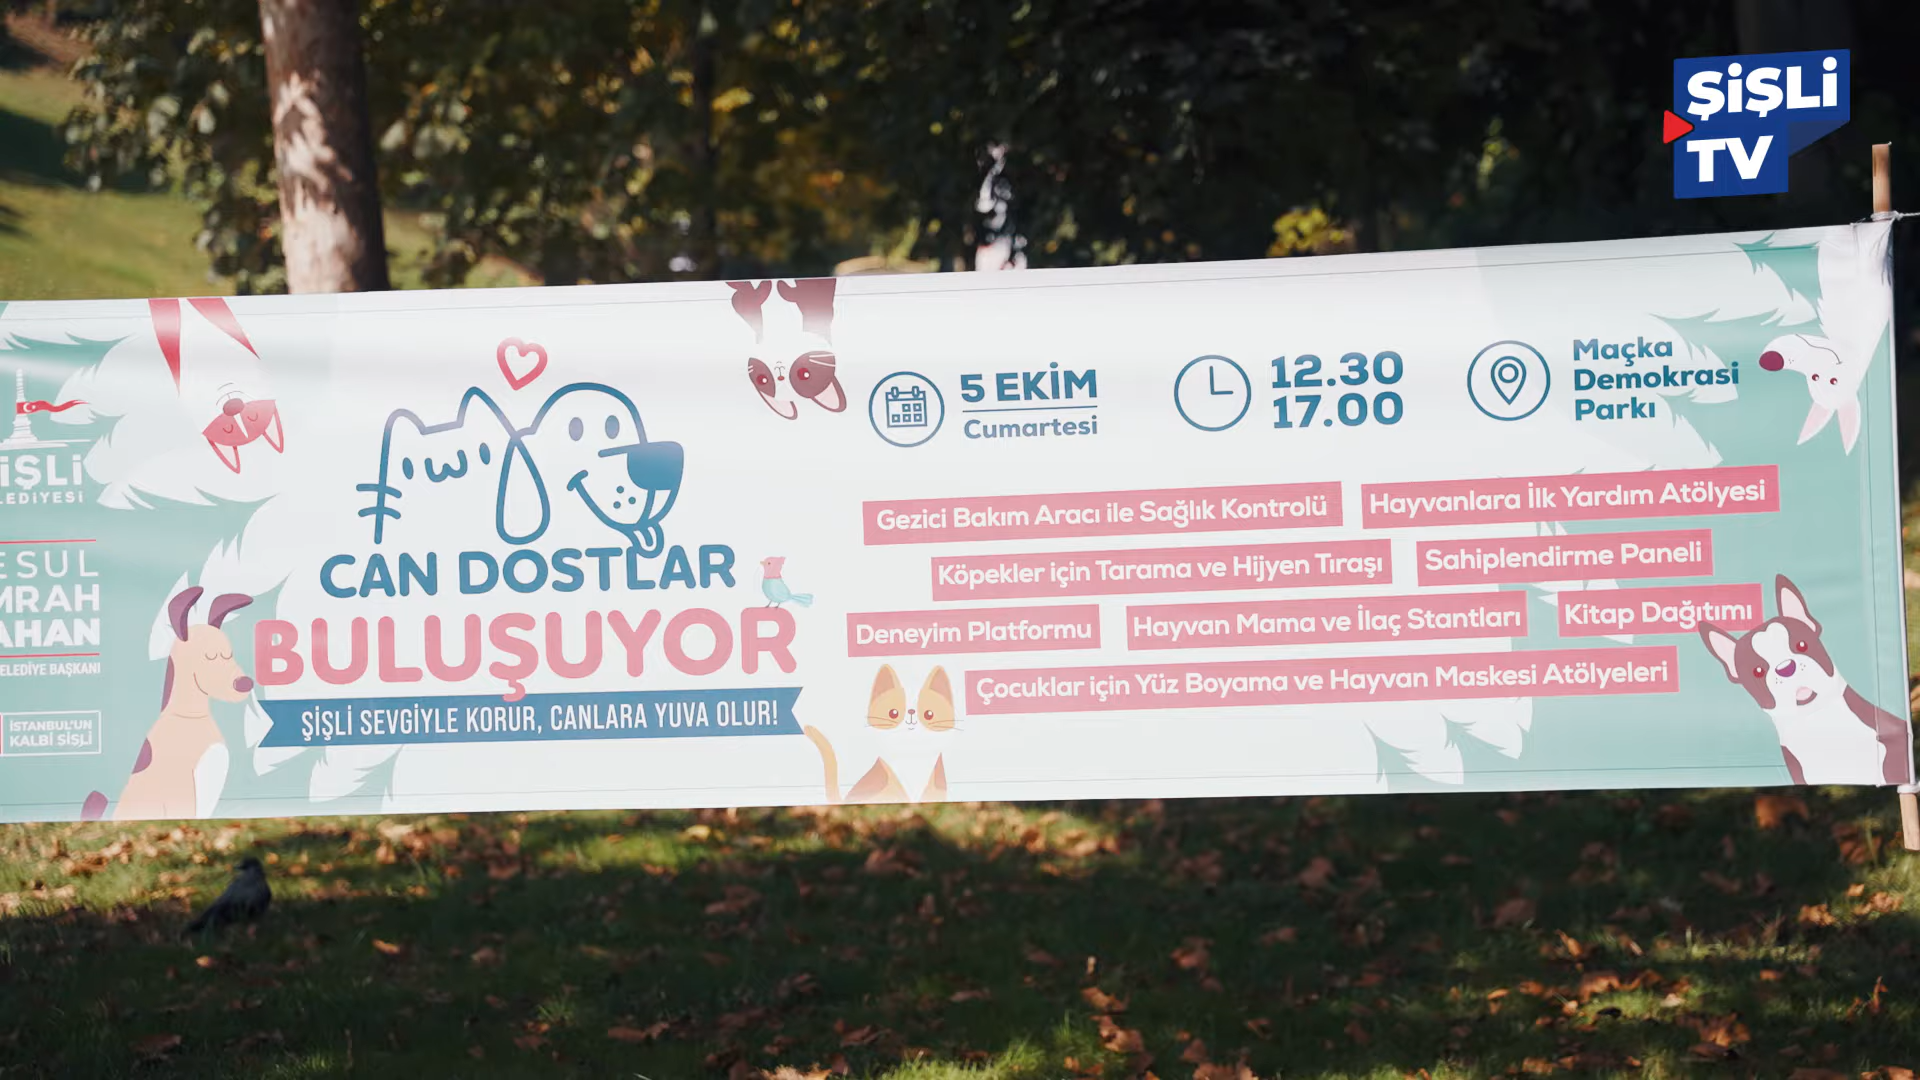 ŞİŞLİ
TV
CAN DOSTLAR
BULUŞUYOR
ŞİŞLİ SEVGİYLE KORUR, CANLARA YUVA OLUR!
5 EKİM
Cumartesi
12.30
17.00
Maçka
Demokrasi
Parkı
Gezici Bakım Aracı ile Sağlık Kontrolü
Hayvanlara İlk Yardım Atölyesi
Köpekler için Tarama ve Hijyen Tıraşı
Sahiplendirme Paneli
Deneyim Platformu
Hayvan Mama ve İlaç Stantları
Kitap Dağıtımı
Çocuklar için Yüz Boyama ve Hayvan Maskesi Atölyeleri
İSTANBUL'UN
KALBİ ŞİŞLİ